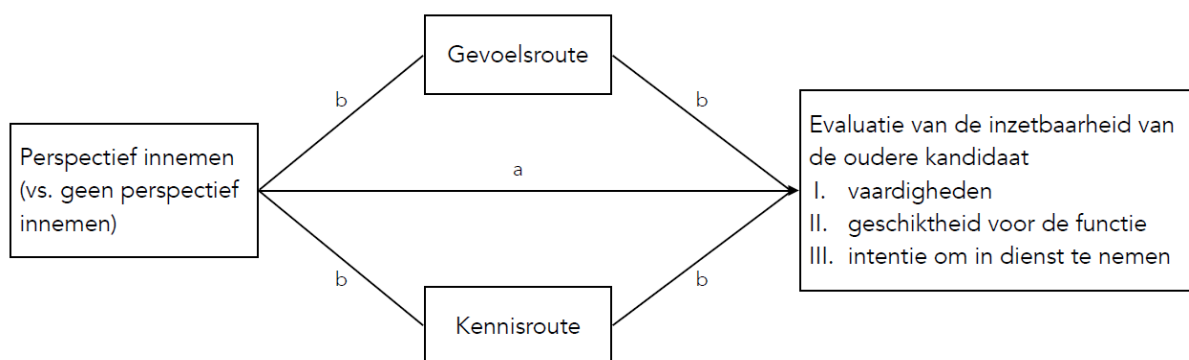 Gevoelsroute
b
b
Perspectief innemen
(vs. geen perspectief
innemen)
a
Evaluatie van de inzetbaarheid van
de oudere kandidaat
I. vaardigheden
II. geschiktheid voor de functie
III. intentie om in dienst te nemen
b
b
Kennisroute